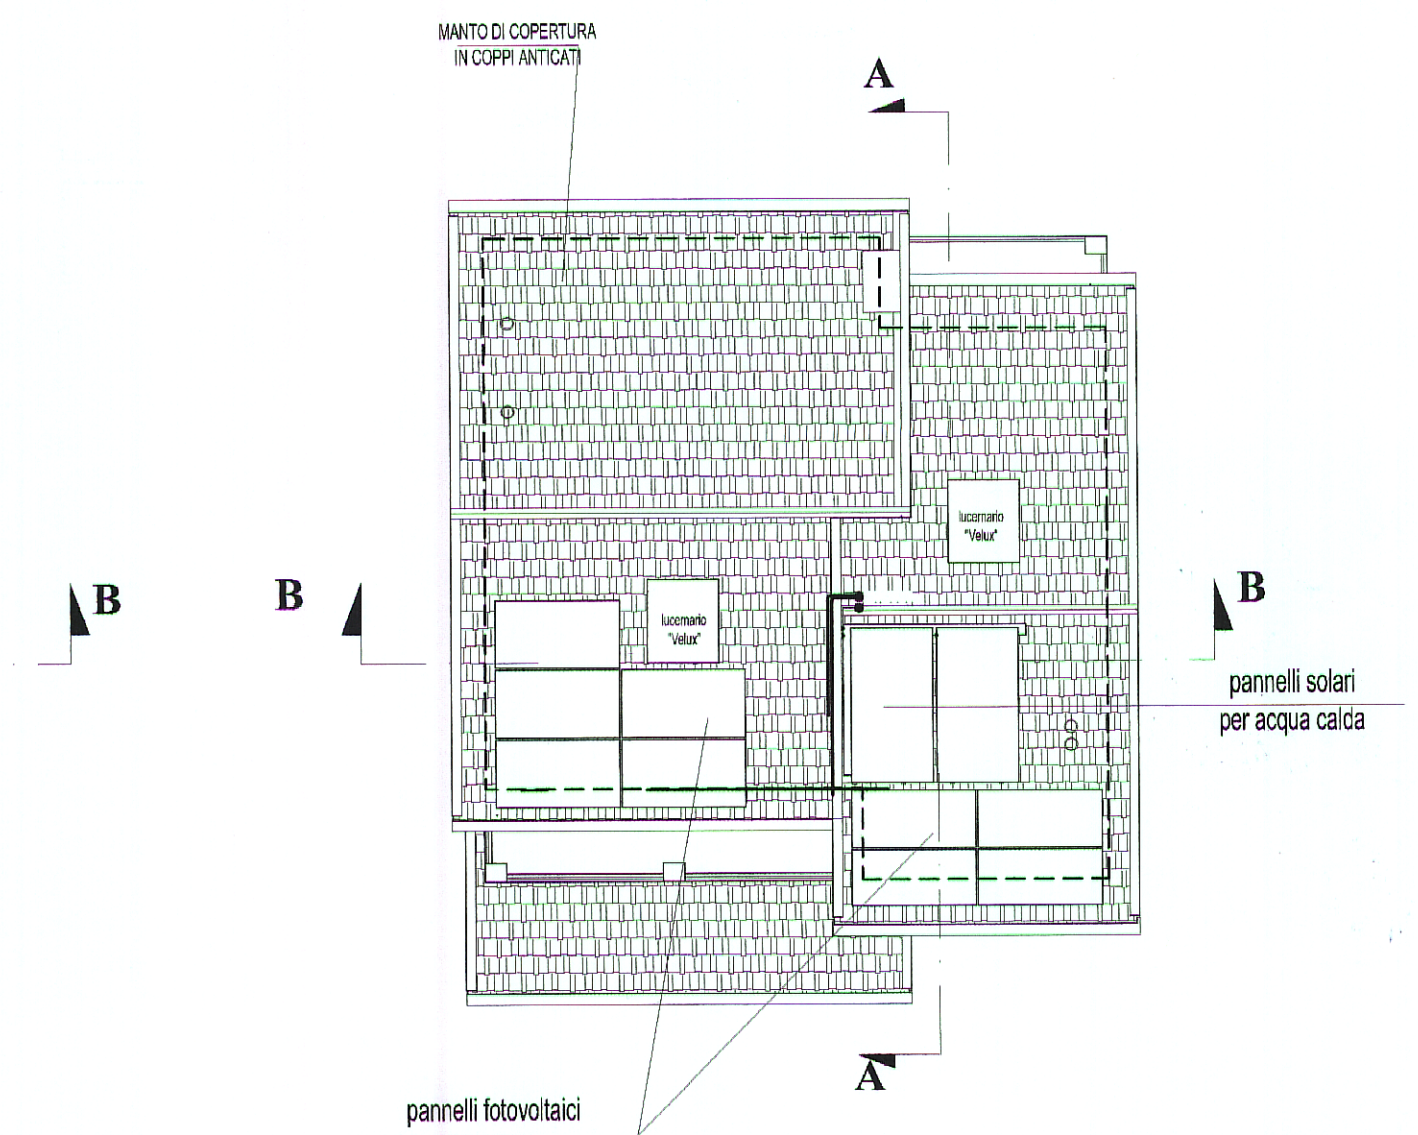 MANTO DI COPERTURA
IN COPPI ANTICATI
A
lucernario
"Velux"
B
B
B
lucernario
"Velux"
pannelli solari
per acqua calda
A
pannelli fotovoltaici